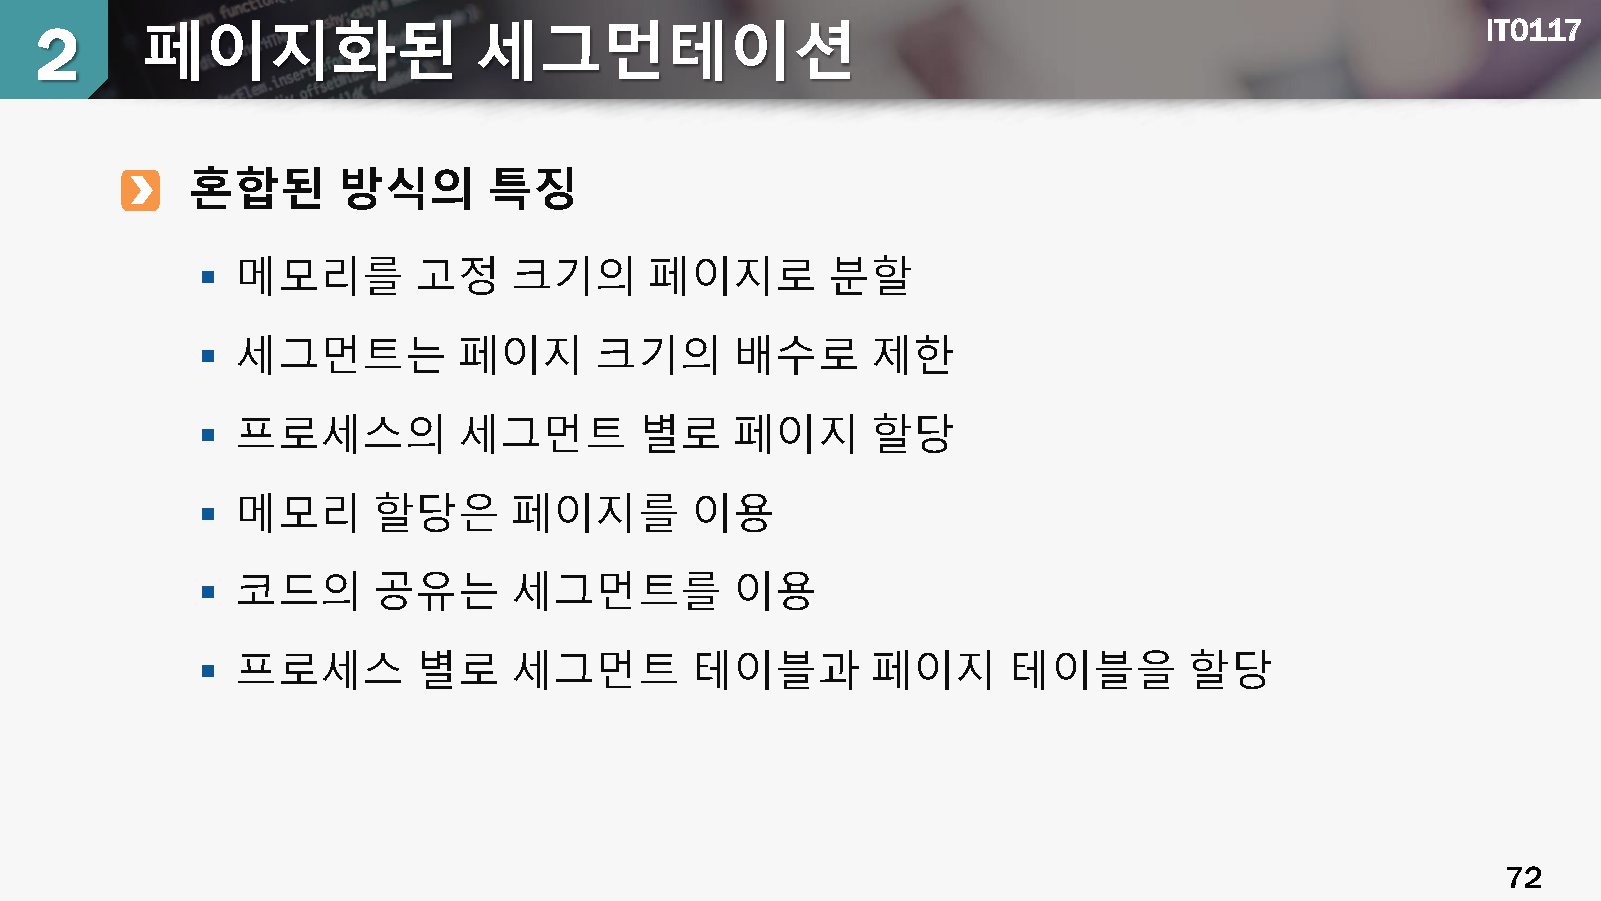 2
페이지화된 세그먼테이션
IT0117
혼합된 방식의 특징
메모리를 고정 크기의 페이지로 분할
세그먼트는 페이지 크기의 배수로 제한
프로세스의 세그먼트 별로 페이지 할당
메모리 할당은 페이지를 이용
코드의 공유는 세그먼트를 이용
프로세스 별로 세그먼트 테이블과 페이지 테이블을 할당
72